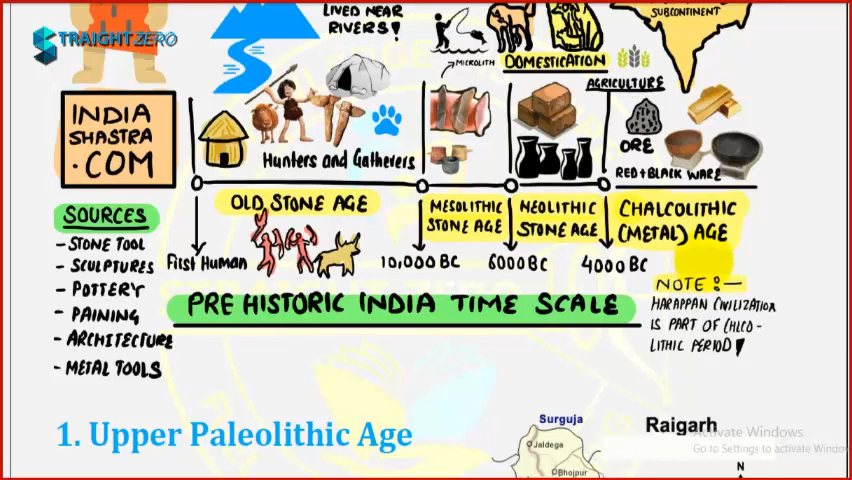 STRAIGHT ZERO
LIVED NEAR
RIVERS!
SUBCONTINENT
MICROLITH
DOMESTICATION
AGRICULTURE
INDIA
SHASTRA
.COM
Hunters and Gatherers
ORE
RED+BLACK WARE
SOURCES
- STONE TOOL
- SCULPTURES
- POTTERY
- PAINING
- ARCHITECTURE
- METAL TOOLS
OLD STONE AGE
MESOLITHIC
STONE AGE
NEOLITHIC
STONE AGE
CHALCOLITHIC
(METAL) AGE
First Human
10,000 BC
6000 BC
4000 BC
PRE HISTORIC INDIA TIME SCALE
NOTE :-
HARAPPAN CIVILIZATION
IS PART OF CHLCO-
LITHIC PERIOD!
1. Upper Paleolithic Age
Surguja
Jaldega
Bhojpur
Raigarh
N
Activate Windows
Go to Settings to activate Window